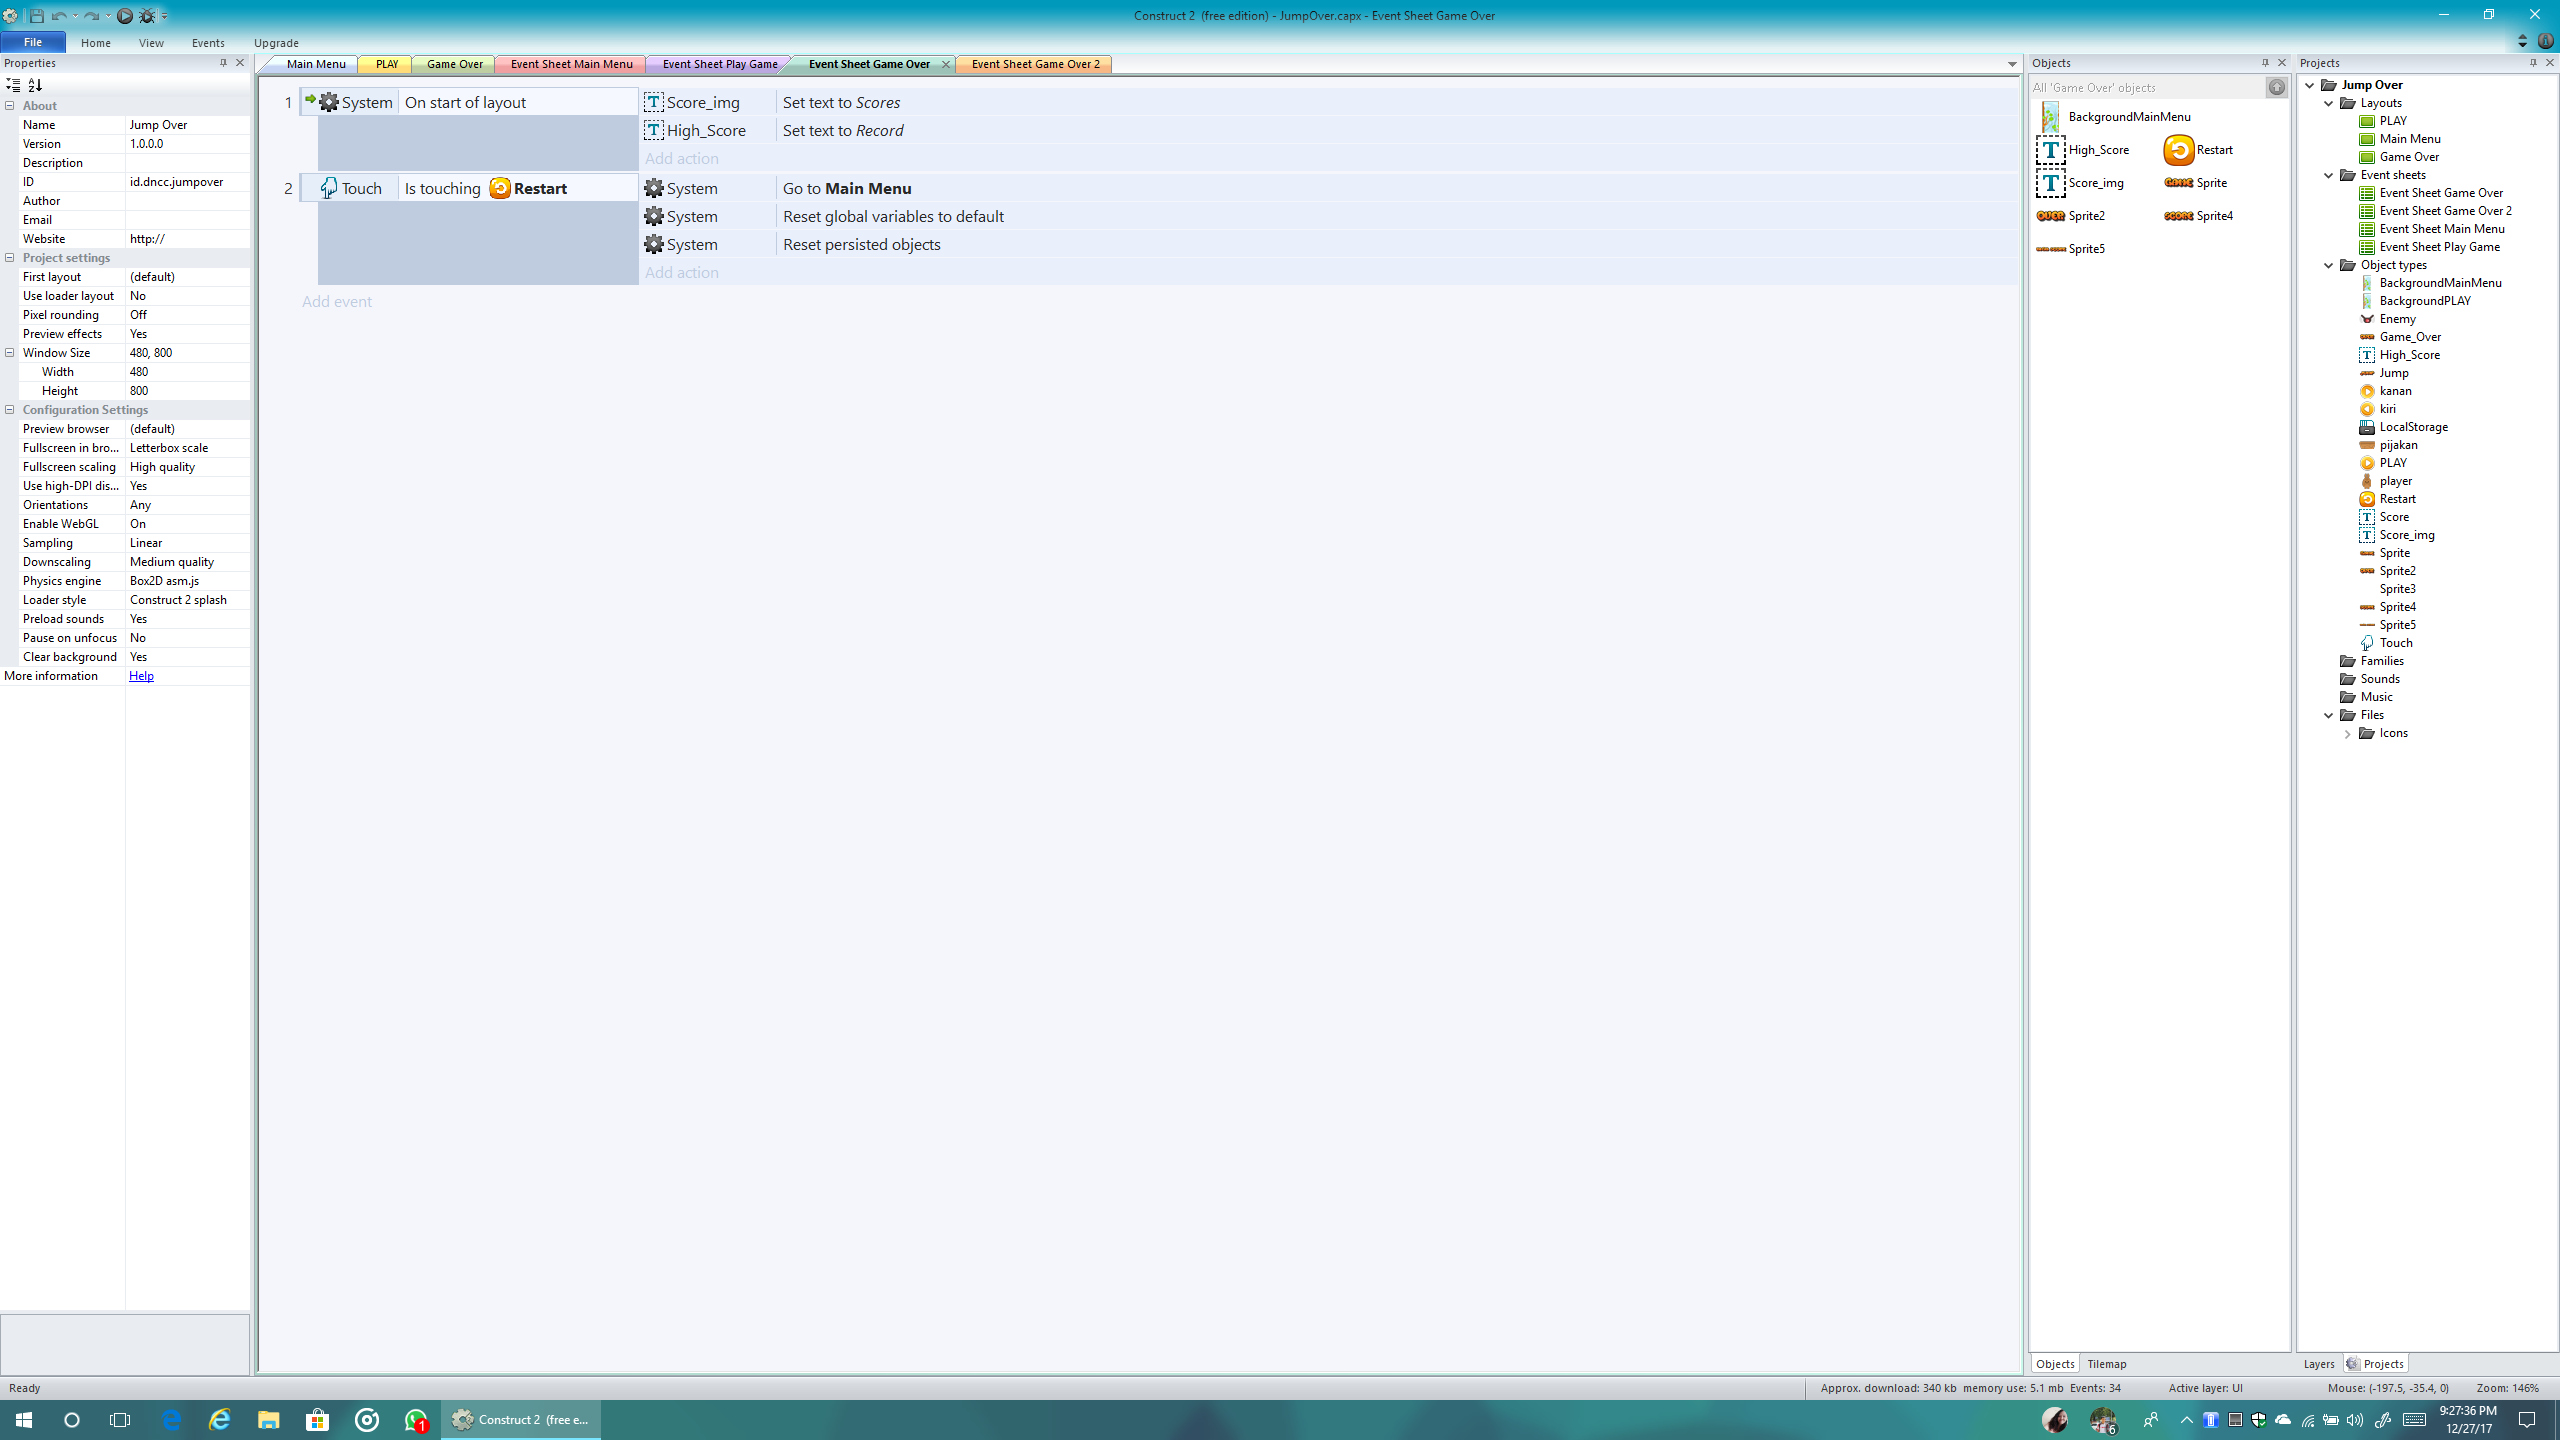 Construct 2 (free edition) - JumpOver.capx - Event Sheet Game Over
File Home View Events Upgrade
Properties
About
Name Jump Over
Version 1.0.0.0
Description
ID id.dncc.jumpover
Author
Email
Website http://
Project settings
First layout (default)
Use loader layout No
Pixel rounding Off
Preview effects Yes
Window Size 480, 800
Width 480
Height 800
Configuration Settings
Preview browser (default)
Fullscreen in bro... Letterbox scale
Fullscreen scaling High quality
Use high-DPI dis... Yes
Orientations Any
Enable WebGL On
Sampling Linear
Downscaling Medium quality
Physics engine Box2D asm.js
Loader style Construct 2 splash
Preload sounds Yes
Pause on unfocus No
Clear background Yes
More information Help
Main Menu PLAY Game Over Event Sheet Main Menu Event Sheet Play Game Event Sheet Game Over Event Sheet Game Over 2
1 System On start of layout Score_img Set text to Scores
High_Score Set text to Record
Add action
2 Touch Is touching Restart System Go to Main Menu
System Reset global variables to default
System Reset persisted objects
Add action
Add event
Objects
All 'Game Over' objects
BackgroundMainMenu
High_Score Restart
Score_img Sprite
Sprite2 Sprite4
Sprite5
Objects Tilemap
Projects
Jump Over
Layouts
PLAY
Main Menu
Game Over
Event sheets
Event Sheet Game Over
Event Sheet Game Over 2
Event Sheet Main Menu
Event Sheet Play Game
Object types
BackgroundMainMenu
BackgroundPLAY
Enemy
Game_Over
High_Score
Jump
kanan
kiri
LocalStorage
pijakan
PLAY
player
Restart
Score
Score_img
Sprite
Sprite2
Sprite3
Sprite4
Sprite5
Touch
Families
Sounds
Music
Files
Icons
Layers Projects
Ready
Approx. download: 340 kb memory use: 5.1 mb Events: 34 Active layer: UI Mouse: (-197.5, -35.4, 0) Zoom: 146%
1 Construct 2 (free e... 6 9:27:36 PM
12/27/17